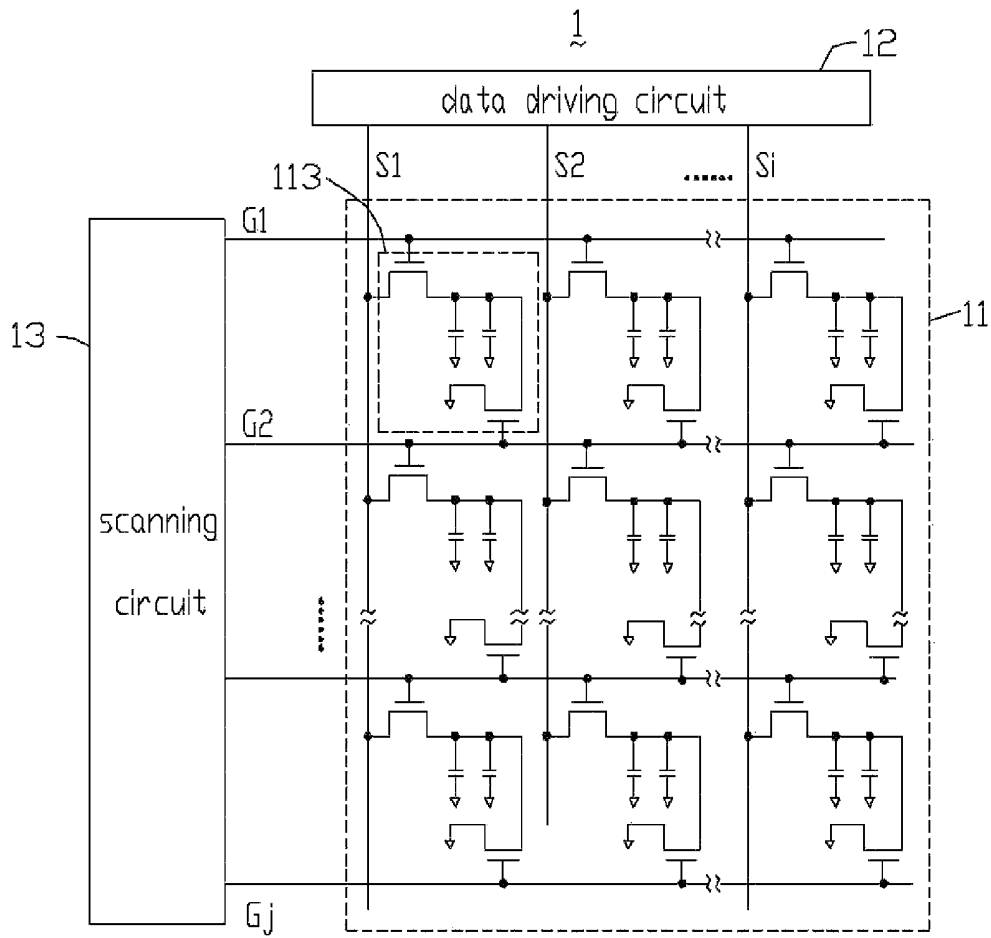 1
12
data driving circuit
S1
S2
......
Si
113
G1
11
13
G2
scanning
circuit
......
Gj